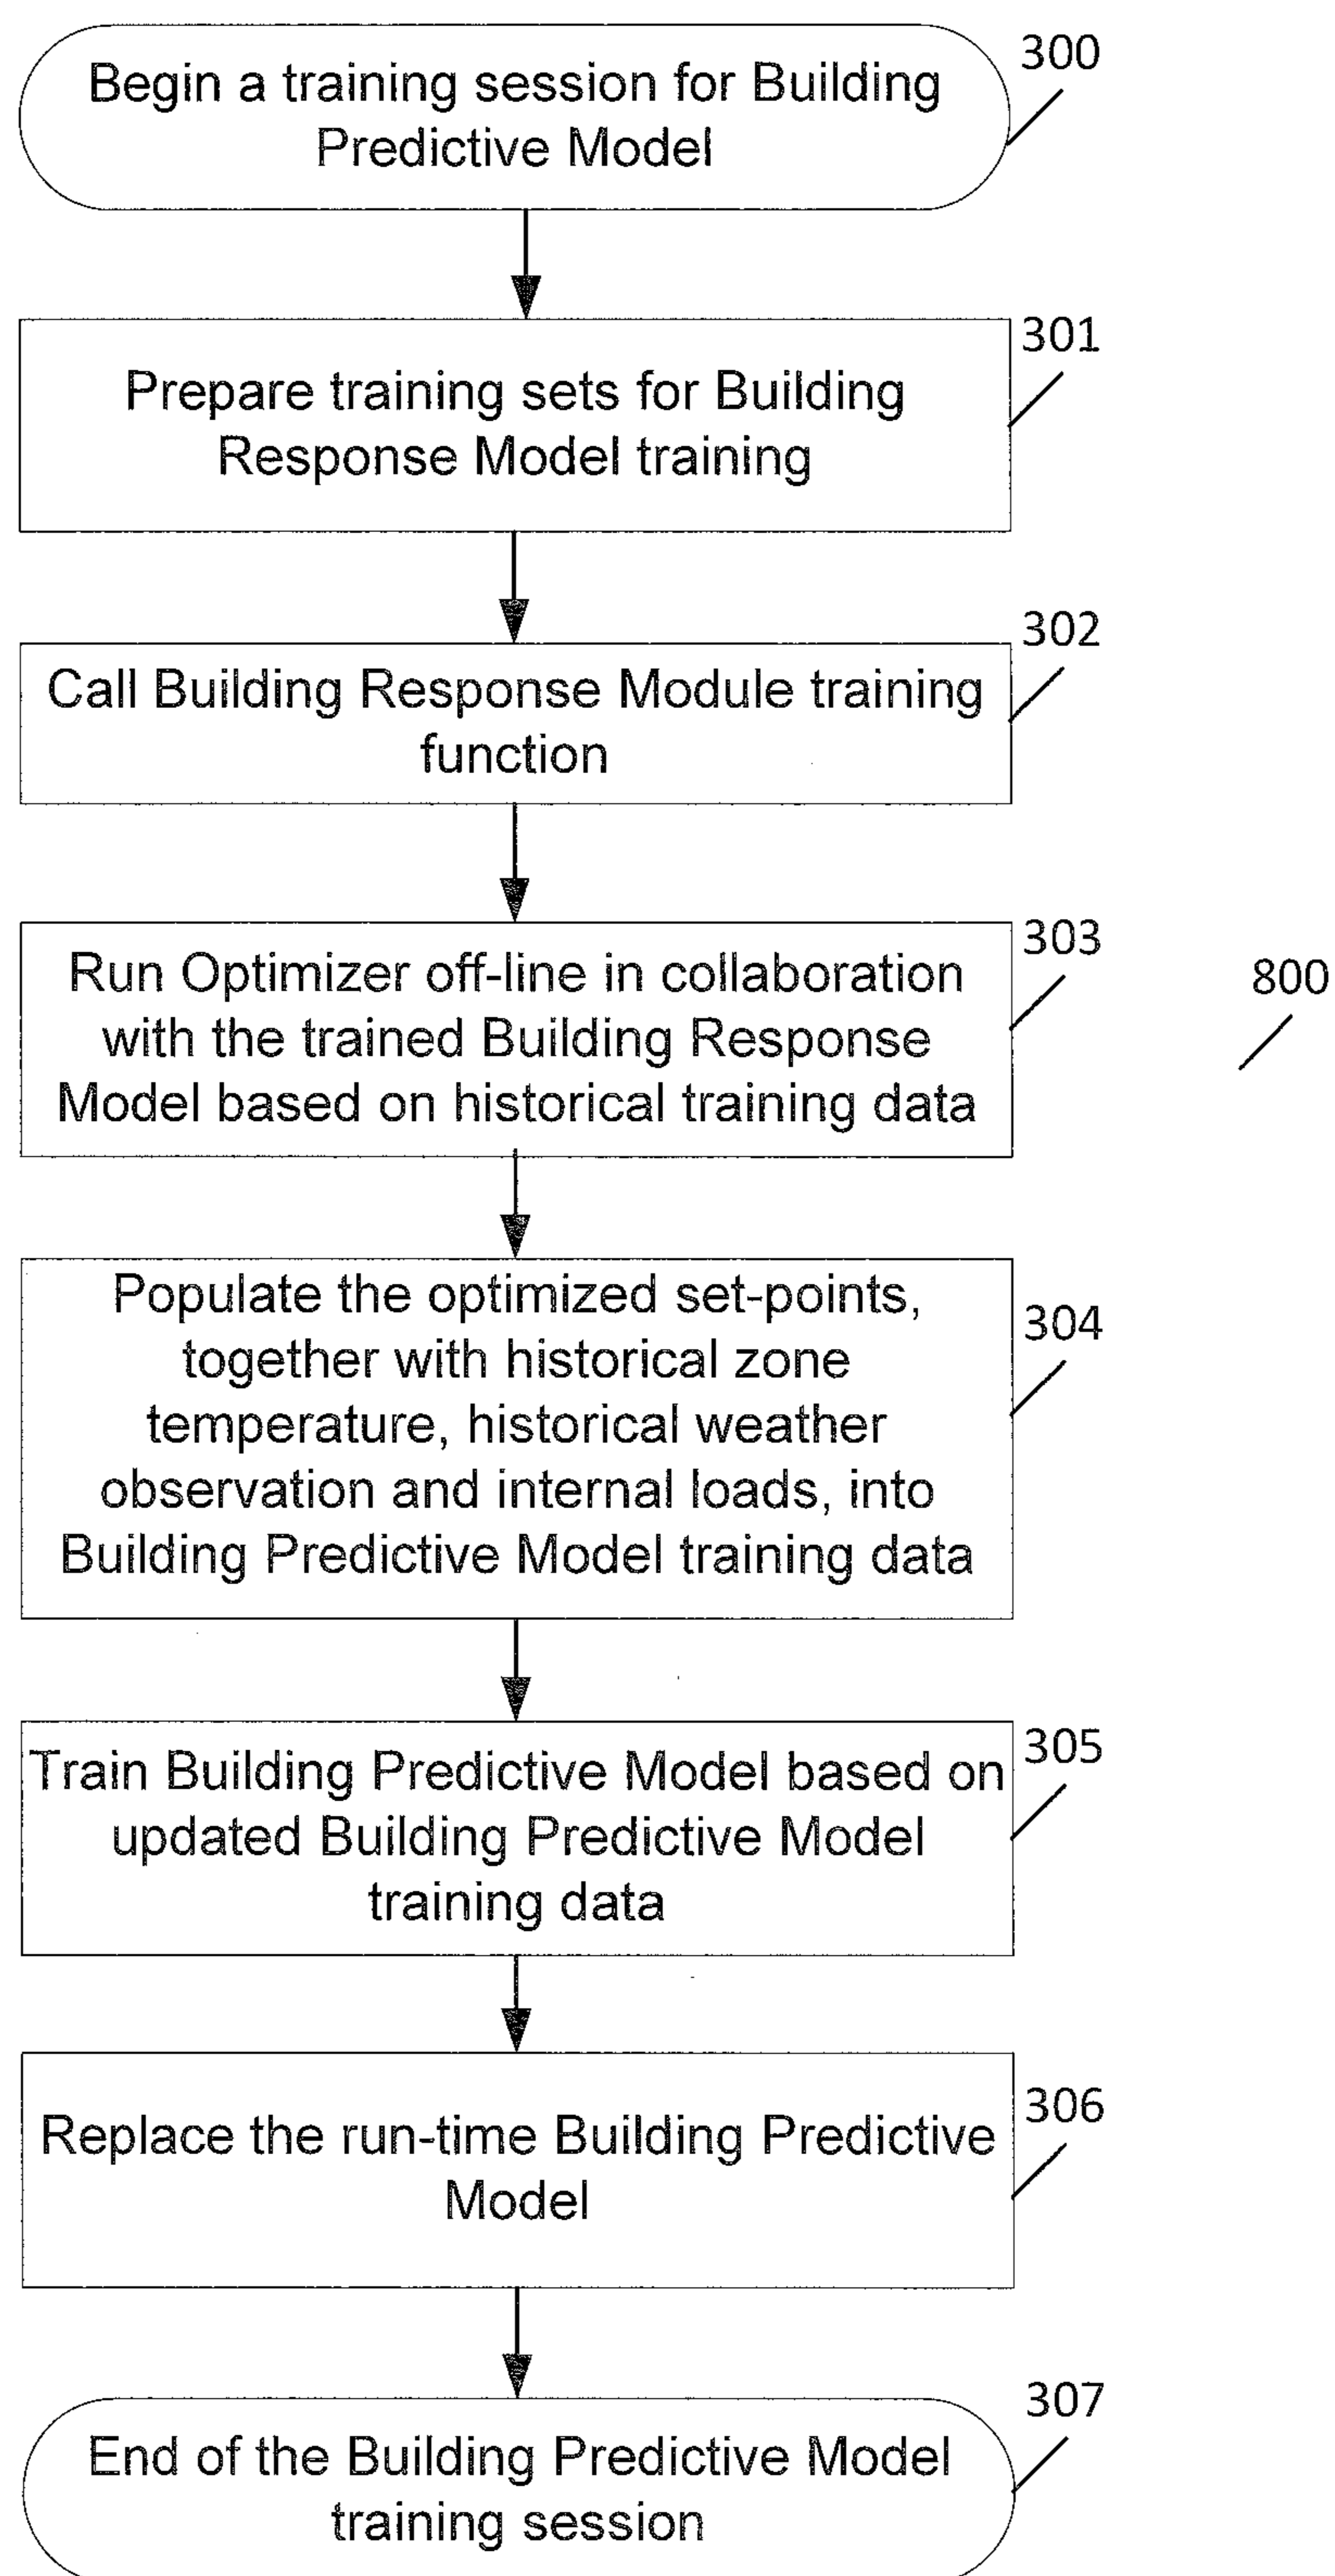 Begin a training session for Building
Predictive Model
300
Prepare training sets for Building
Response Model training
301
Call Building Response Module training
function
302
Run Optimizer off-line in collaboration
with the trained Building Response
Model based on historical training data
303
800
Populate the optimized set-points,
together with historical zone
temperature, historical weather
observation and internal loads, into
Building Predictive Model training data
304
Train Building Predictive Model based on
updated Building Predictive Model
training data
305
Replace the run-time Building Predictive
Model
306
End of the Building Predictive Model
training session
307